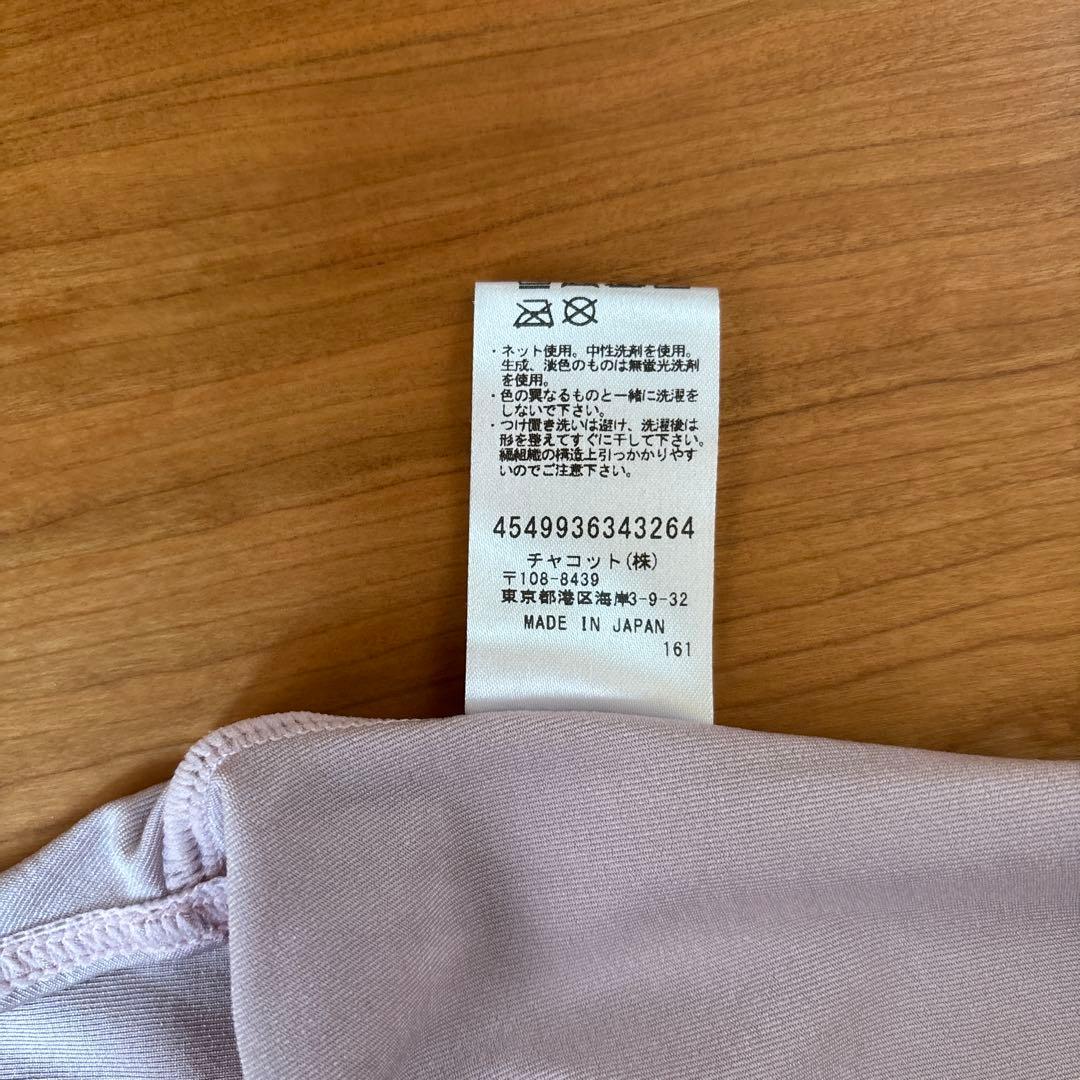 ・ネット使用。中性洗剤を使用。
生成、淡色のものは無蛍光洗剤
を使用。
・色の異なるものと一緒に洗濯を
しないで下さい。
・つけ置き洗いは避け、洗濯後は
形を整えてすぐに干して下さい。
編組織の構造上引っかかりやす
いのでご注意下さい。
4549936343264
チャコット(株)
〒108-8439
東京都港区海岸3-9-32
MADE IN JAPAN
161